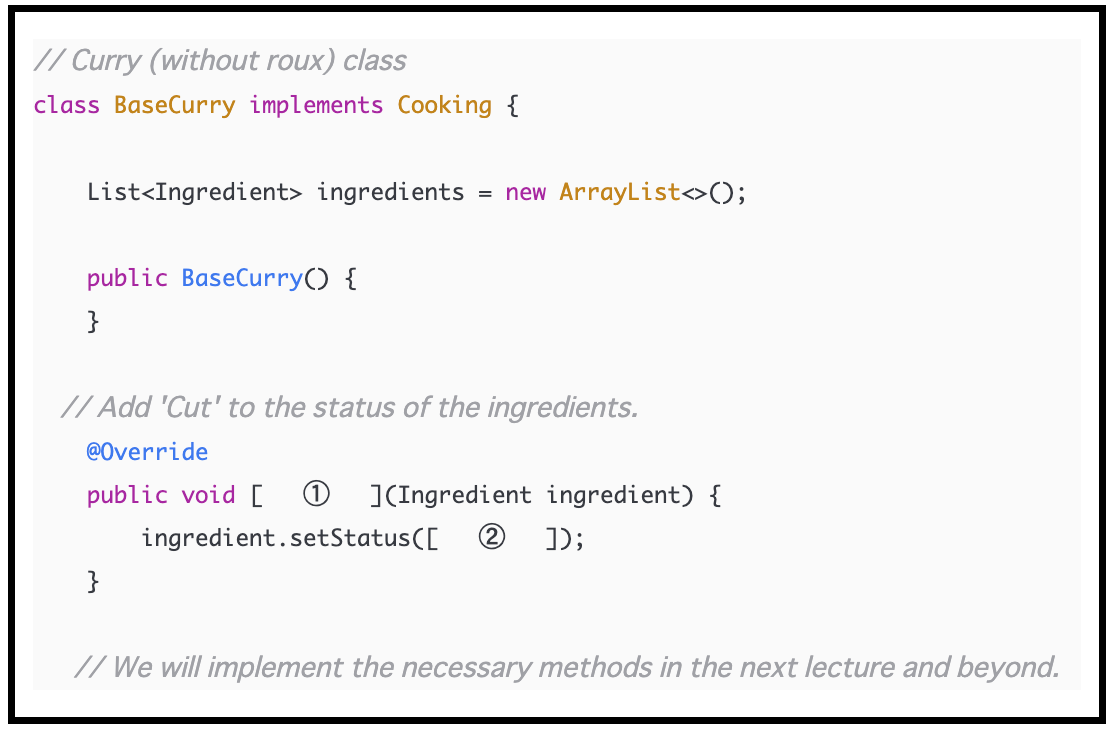 // Curry (without roux) class
class BaseCurry implements Cooking {
List<Ingredient> ingredients = new ArrayList<>();
public BaseCurry() {
}
// Add 'Cut' to the status of the ingredients.
@Override
public void [ ① ](Ingredient ingredient) {
ingredient.setStatus([ ② ]);
}
// We will implement the necessary methods in the next lecture and beyond.